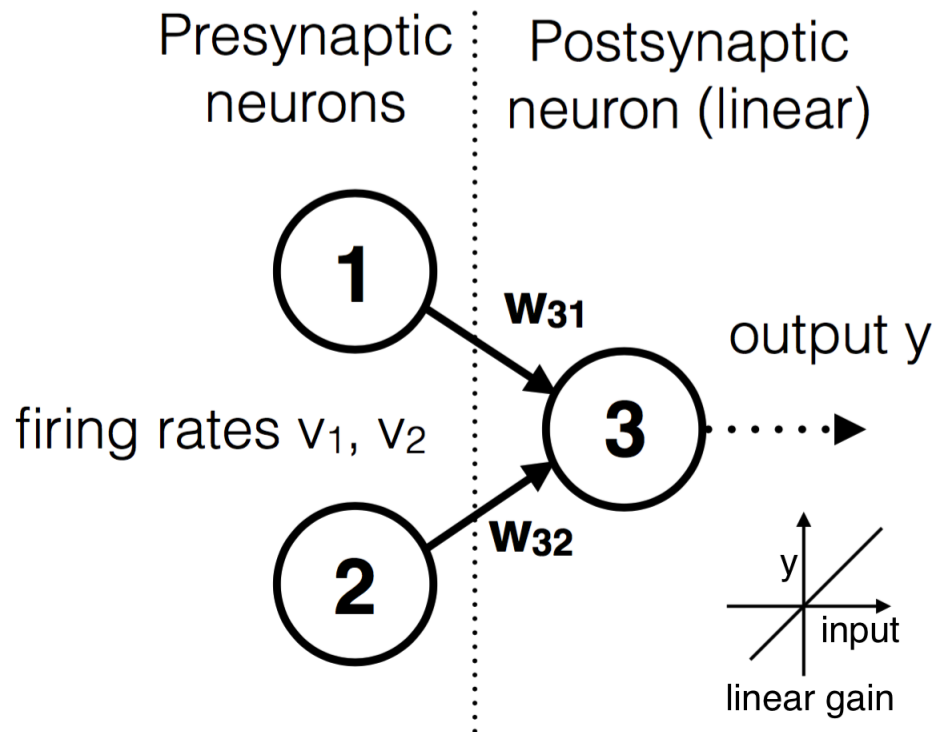 Presynaptic
neurons
Postsynaptic
neuron (linear)
1
w₃₁
output y
3
firing rates v₁, v₂
w₃₂
2
y
input
linear gain